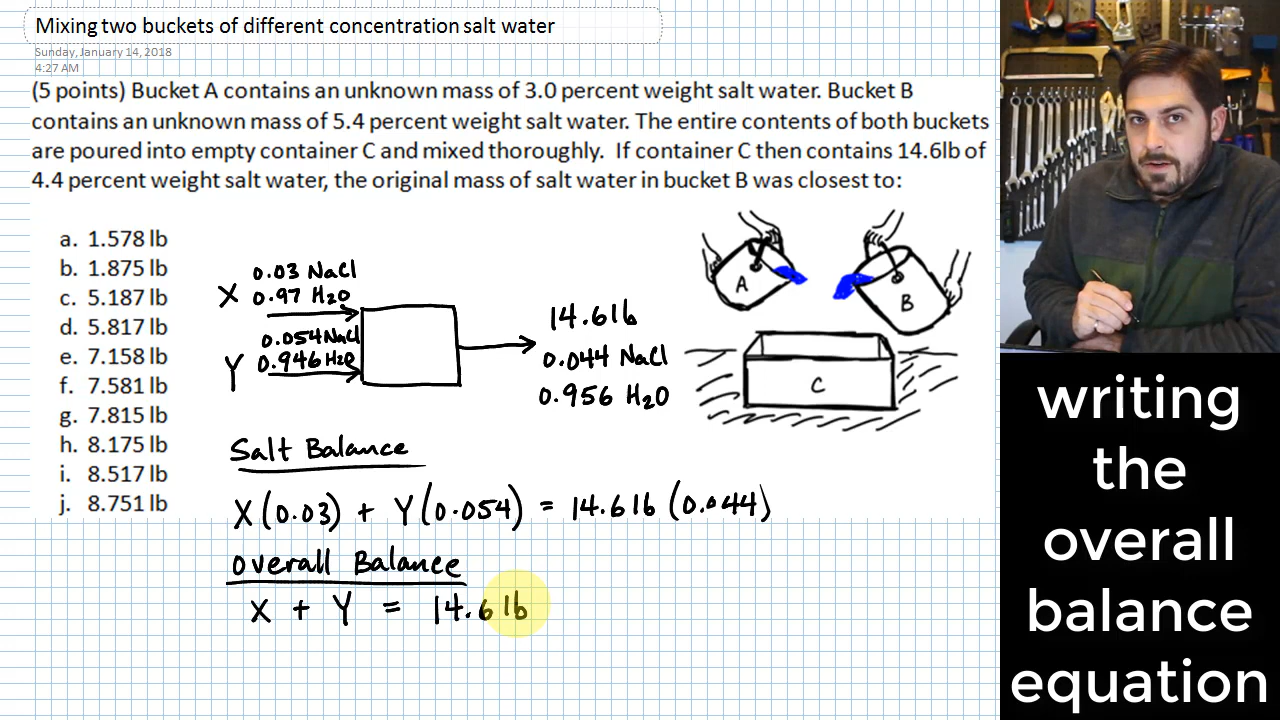 Mixing two buckets of different concentration salt water
Sunday, January 14, 2018
4:27 AM
(5 points) Bucket A contains an unknown mass of 3.0 percent weight salt water. Bucket B
contains an unknown mass of 5.4 percent weight salt water. The entire contents of both buckets
are poured into empty container C and mixed thoroughly. If container C then contains 14.6lb of
4.4 percent weight salt water, the original mass of salt water in bucket B was closest to:
a. 1.578 lb
b. 1.875 lb
c. 5.187 lb
d. 5.817 lb
e. 7.158 lb
f. 7.581 lb
g. 7.815 lb
h. 8.175 lb
i. 8.517 lb
j. 8.751 lb
X
0.03 NaCl
0.97 H2O
Y
0.054 NaCl
0.946 H2O
14.6 lb
0.044 NaCl
0.956 H2O
A
B
C
Salt Balance
X(0.03) + Y(0.054) = 14.6 lb (0.044)
Overall Balance
X + Y = 14.6 lb
writing
the
overall
balance
equation